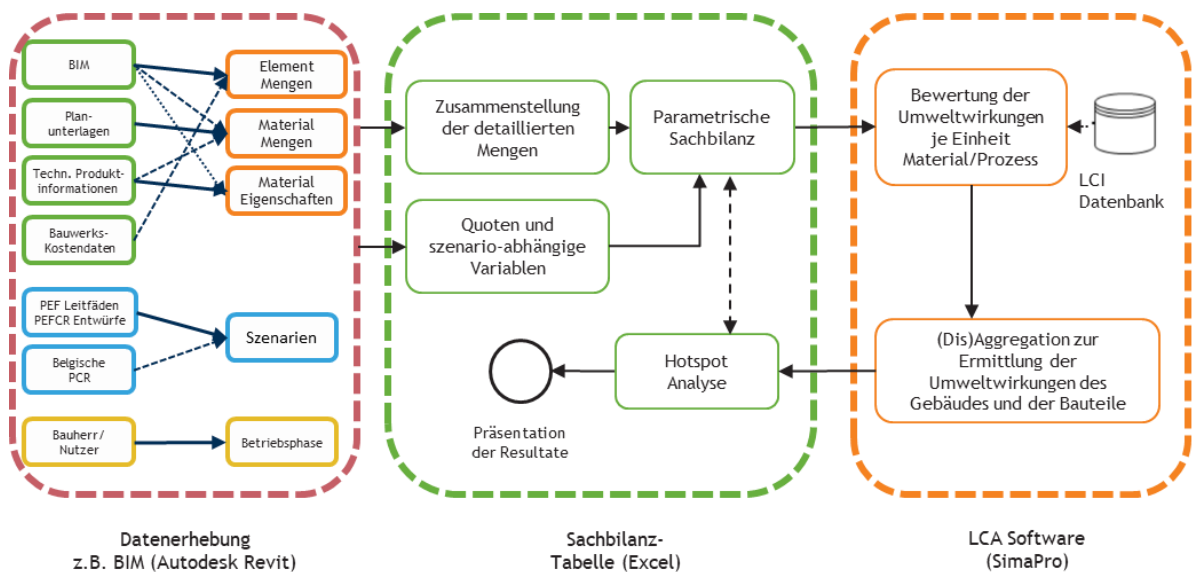 BIM
Plan-
unterlagen
Techn. Produkt-
informationen
Bauwerks-
Kostendaten
Element
Mengen
Material
Mengen
Material
Eigenschaften
PEF Leitfäden
PEFCR Entwürfe
Belgische
PCR
Szenarien
Bauherr/
Nutzer
Betriebsphase
Datenerhebung
z.B. BIM (Autodesk Revit)
Zusammenstellung
der detaillierten
Mengen
Parametrische
Sachbilanz
Quoten und
szenario-abhängige
Variablen
Hotspot
Analyse
Präsentation
der Resultate
Sachbilanz-
Tabelle (Excel)
Bewertung der
Umweltwirkungen
je Einheit
Material/Prozess
LCI
Datenbank
(Dis)Aggregation zur
Ermittlung der
Umweltwirkungen des
Gebäudes und der Bauteile
LCA Software
(SimaPro)